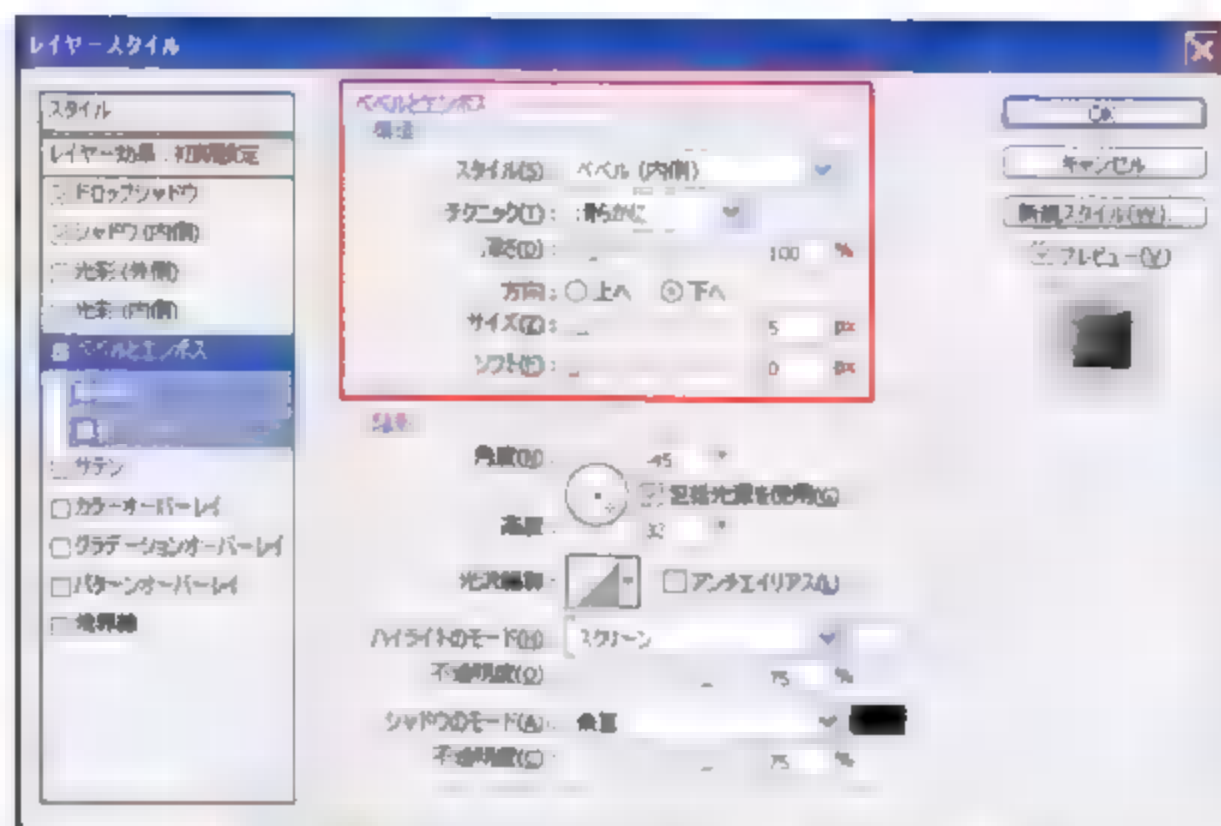 レイヤースタイル
スタイル
レイヤー効果 : 初期設定
ドロップシャドウ
シャドウ (内側)
光彩 (外側)
光彩 (内側)
ベベルとエンボス
サテン
カラーオーバーレイ
グラデーションオーバーレイ
パターンオーバーレイ
境界線
ベベルとエンボス
構造
スタイル(S) ベベル (内側)
テクニック(T) : 滑らかに
深さ(D) : 100 %
方向 : 上へ 下へ
サイズ(Z) : 5 px
ソフト(F) : 0 px
角度(N) -45 °
包括光源を使用(G)
高度 : °
光沢輪郭 : アンチエイリアス(L)
ハイライトのモード(H) スクリーン
不透明度(O) 75 %
シャドウのモード(A) : 乗算
不透明度(C) : 75 %
OK
キャンセル
新規スタイル(W)...
プレビュー(V)